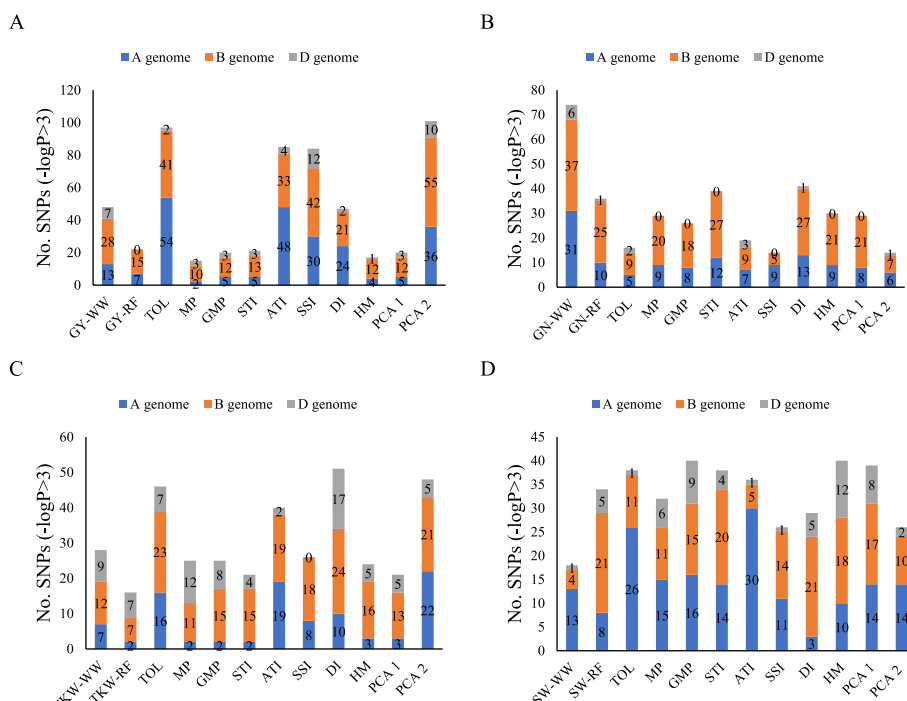 A
A genome B genome D genome
No. SNPs (-logP>3)
120
100
80
60
40
20
0
7 28 13
0 15 7
2 41 54
3 10 2
3 12 5
3 13 5
4 33 48
12 42 30
2 21 24
1 12 4
3 12 5
10 55 36
GY-WW GY-RF TOL MP GMP STI ATI SSI DI HM PCA 1 PCA 2
B
A genome B genome D genome
No. SNPs (-logP>3)
80
70
60
50
40
30
20
10
0
6 37 31
1 25 10
2 9 5
0 20 9
0 18 8
0 27 12
3 9 7
0 5 9
1 27 13
0 21 9
0 21 8
1 7 6
GN-WW GN-RF TOL MP GMP STI ATI SSI DI HM PCA 1 PCA 2
C
A genome B genome D genome
No. SNPs (-logP>3)
60
50
40
30
20
10
0
9 12 7
7 7 2
7 23 16
12 11 2
8 15 2
4 15 2
2 19 19
0 18 8
17 24 10
5 16 3
5 13 3
5 21 22
KW-WW TKW-RF TOL MP GMP STI ATI SSI DI HM PCA 1 PCA 2
D
A genome B genome D genome
No. SNPs (-logP>3)
45
40
35
30
25
20
15
10
5
0
1 4 13
5 21 8
1 11 26
6 11 15
9 15 16
4 20 14
1 5 30
1 14 11
5 21 3
12 18 10
8 17 14
2 10 14
SW-WW SW-RF TOL MP GMP STI ATI SSI DI HM PCA 1 PCA 2